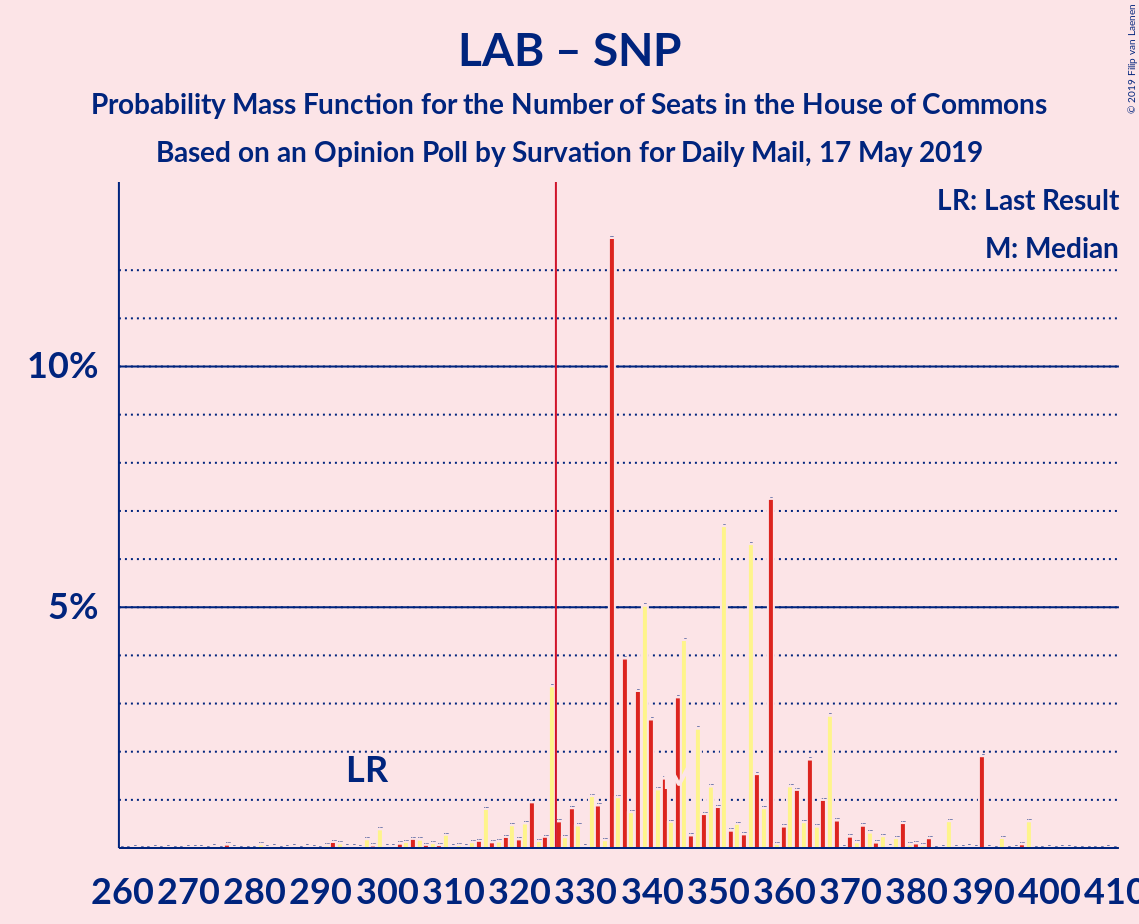 © 2019 Filip van Laenen
LAB – SNP
Probability Mass Function for the Number of Seats in the House of Commons
Based on an Opinion Poll by Survation for Daily Mail, 17 May 2019
LR: Last Result
M: Median
10%
5%
LR
260 270 280 290 300 310 320 330 340 350 360 370 380 390 400 410